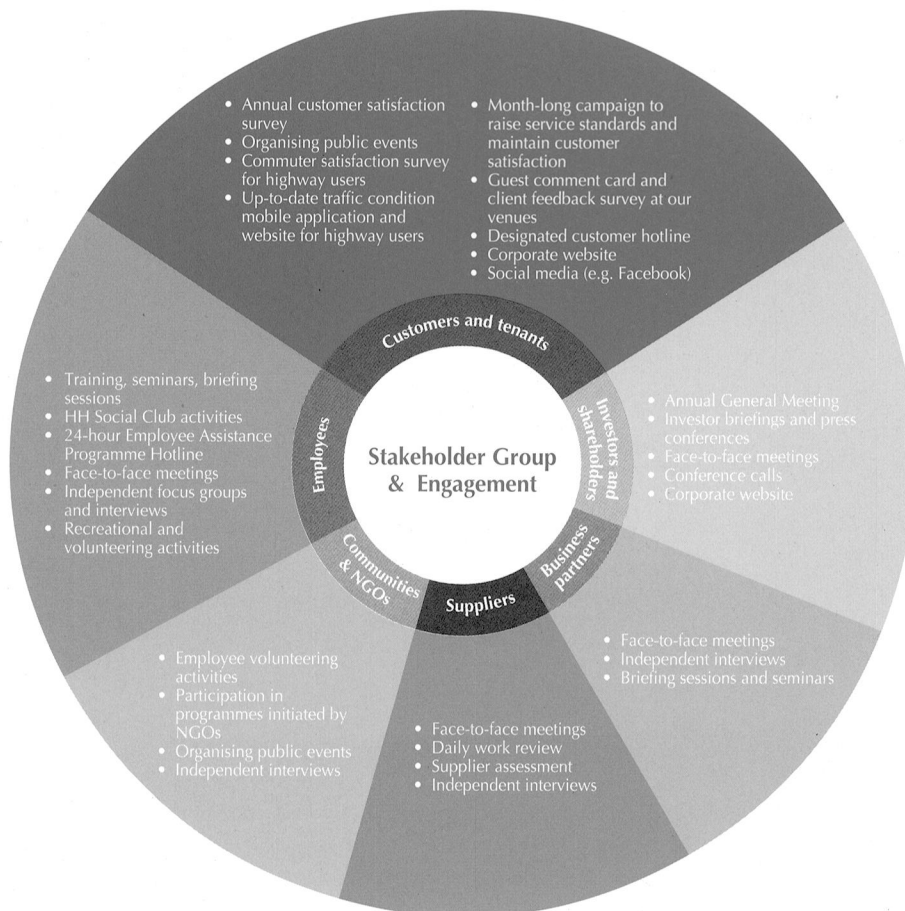 • Annual customer satisfaction
survey
• Organising public events
• Commuter satisfaction survey
for highway users
• Up-to-date traffic condition
mobile application and
website for highway users
• Month-long campaign to
raise service standards and
maintain customer
satisfaction
• Guest comment card and
client feedback survey at our
venues
• Designated customer hotline
• Corporate website
• Social media (e.g. Facebook)
Customers and tenants
• Training, seminars, briefing
sessions
• HH Social Club activities
• 24-hour Employee Assistance
Programme Hotline
• Face-to-face meetings
• Independent focus groups
and interviews
• Recreational and
volunteering activities
Employees
Stakeholder Group
& Engagement
Investors and
shareholders
• Annual General Meeting
• Investor briefings and press
conferences
• Face-to-face meetings
• Conference calls
• Corporate website
Communities
& NGOs
Suppliers
Business
partners
• Employee volunteering
activities
• Participation in
programmes initiated by
NGOs
• Organising public events
• Independent interviews
• Face-to-face meetings
• Daily work review
• Supplier assessment
• Independent interviews
• Face-to-face meetings
• Independent interviews
• Briefing sessions and seminars